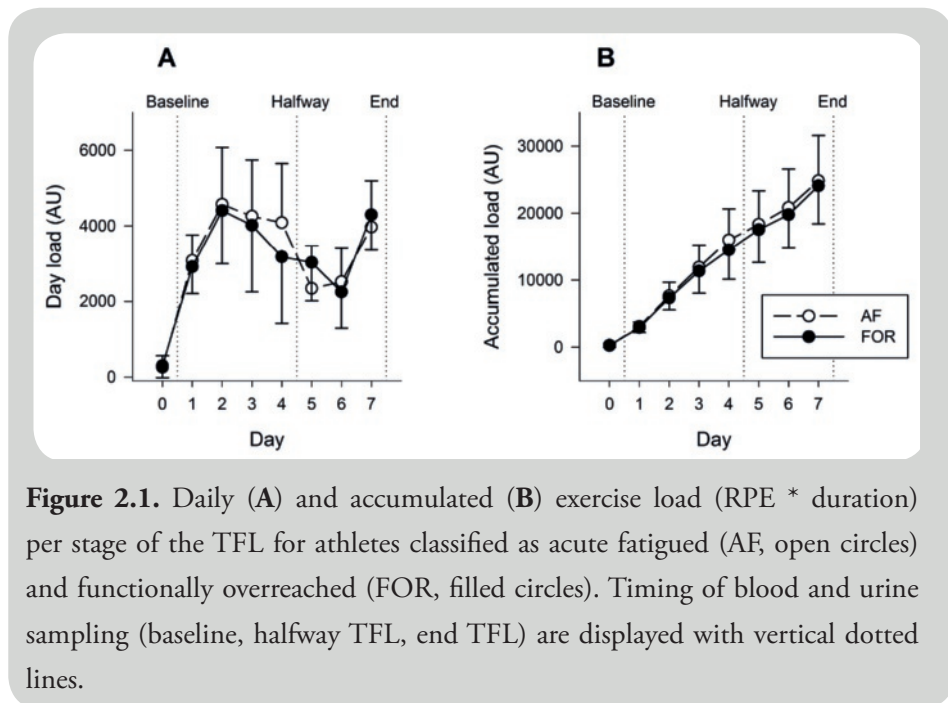 A
B
Baseline Halfway End
Baseline Halfway End
6000
4000
2000
0
Day load (AU)
0 1 2 3 4 5 6 7
Day
30000
20000
10000
0
Accumulated load (AU)
AF
FOR
0 1 2 3 4 5 6 7
Day
Figure 2.1. Daily (A) and accumulated (B) exercise load (RPE * duration)
per stage of the TFL for athletes classified as acute fatigued (AF, open circles)
and functionally overreached (FOR, filled circles). Timing of blood and urine
sampling (baseline, halfway TFL, end TFL) are displayed with vertical dotted
lines.